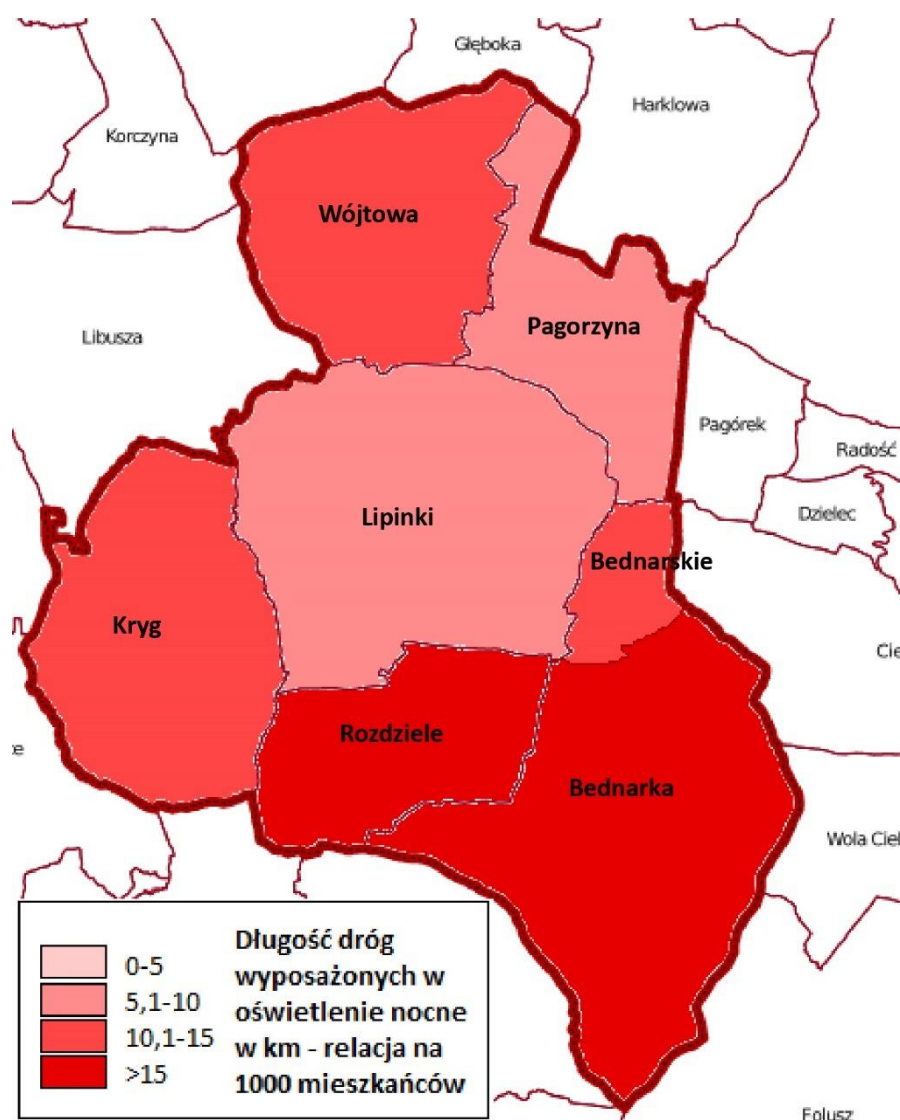 Głęboka
Harklowa
Korczyna
Wójtowa
Pagorzyna
Libusza
Pagórek
Radość
Dzielec
Lipinki
Bednarskie
Kryg
Cie
Rozdziele
Bednarka
Wola Ciel
Długość dróg
wyposażonych w
oświetlenie nocne
w km - relacja na
1000 mieszkańców
0-5
5,1-10
10,1-15
>15
Folusz